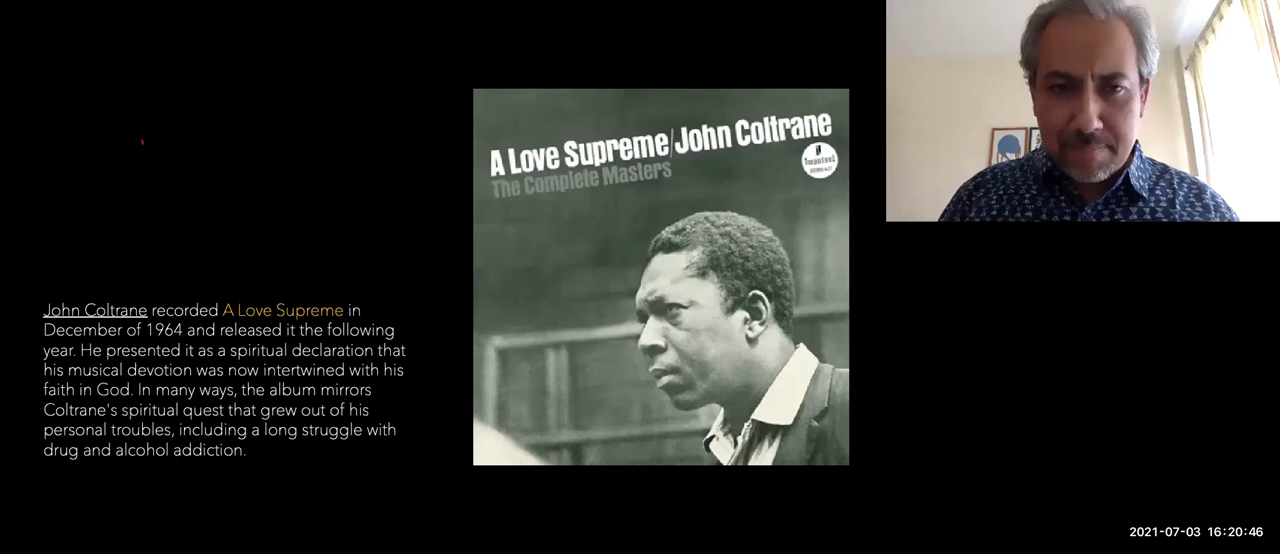 A Love Supreme/John Coltrane
The Complete Masters
impulse!
John Coltrane recorded A Love Supreme in
December of 1964 and released it the following
year. He presented it as a spiritual declaration that
his musical devotion was now intertwined with his
faith in God. In many ways, the album mirrors
Coltrane's spiritual quest that grew out of his
personal troubles, including a long struggle with
drug and alcohol addiction.
2021-07-03 16:20:46